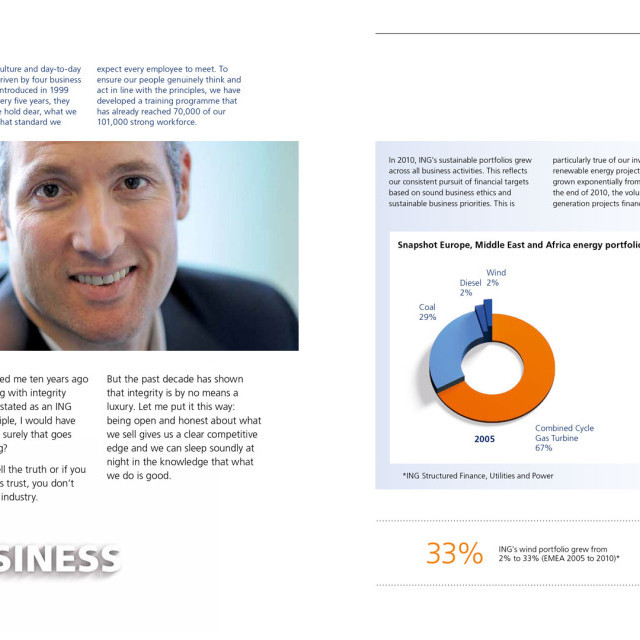 ulture and day-to-day
riven by four business
ntroduced in 1999
ery five years, they
e hold dear, what we
hat standard we
expect every employee to meet. To
ensure our people genuinely think and
act in line with the principles, we have
developed a training programme that
has already reached 70,000 of our
101,000 strong workforce.
ed me ten years ago
g with integrity
stated as an ING
iple, I would have
surely that goes
g?
ll the truth or if you
s trust, you don't
industry.
But the past decade has shown
that integrity is by no means a
luxury. Let me put it this way:
being open and honest about what
we sell gives us a clear competitive
edge and we can sleep soundly at
night in the knowledge that what
we do is good.
SINESS
In 2010, ING's sustainable portfolios grew
across all business activities. This reflects
our consistent pursuit of financial targets
based on sound business ethics and
sustainable business priorities. This is
particularly true of our inv
renewable energy project
grown exponentially from
the end of 2010, the volu
generation projects financ
Snapshot Europe, Middle East and Africa energy portfolio
Wind
2%
Diesel
2%
Coal
29%
Combined Cycle
Gas Turbine
67%
2005
*ING Structured Finance, Utilities and Power
33%
ING's wind portfolio grew from
2% to 33% (EMEA 2005 to 2010)*